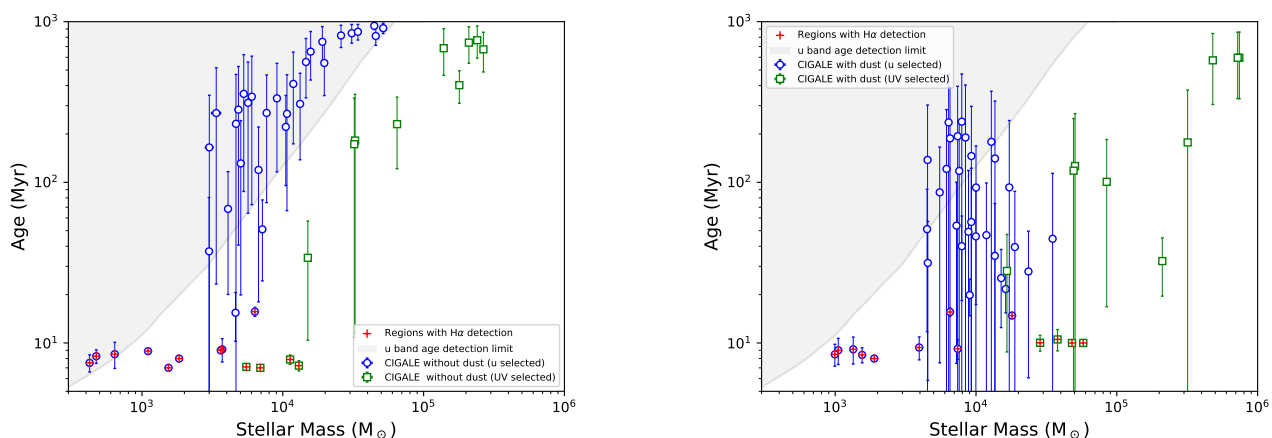 10³
10²
10¹
Age (Myr)
10³
10⁴
10⁵
10⁶
Stellar Mass (M☉)
Regions with Hα detection
u band age detection limit
CIGALE without dust (u selected)
CIGALE  without dust (UV selected)
10³
10²
10¹
Age (Myr)
10³
10⁴
10⁵
10⁶
Stellar Mass (M☉)
Regions with Hα detection
u band age detection limit
CIGALE with dust (u selected)
CIGALE with dust (UV selected)